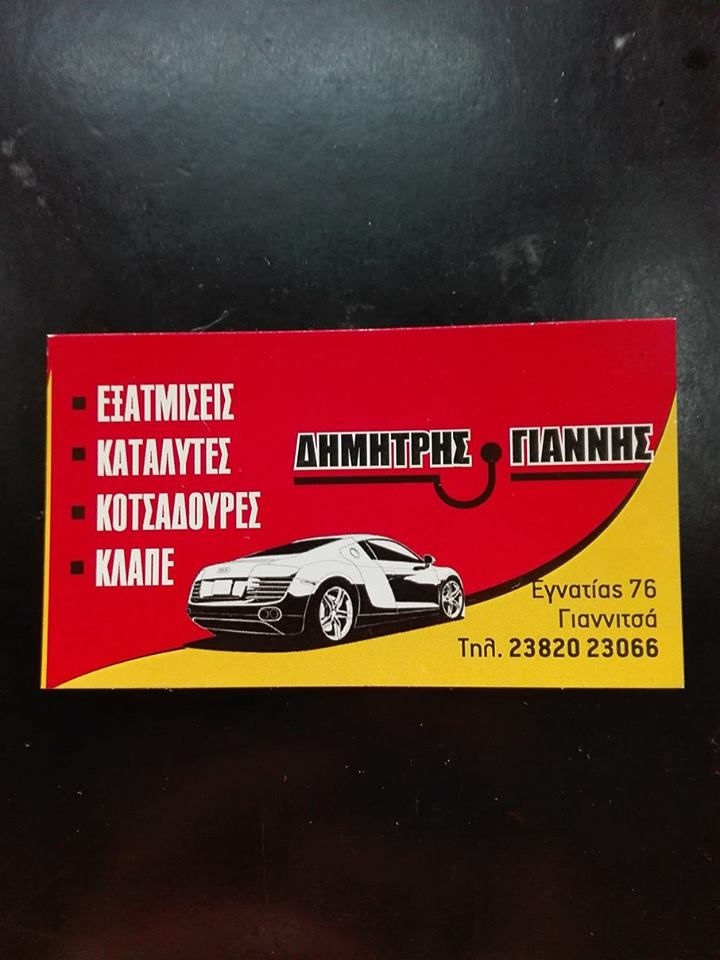 ΕΞΑΤΜΙΣΕΙΣ
ΚΑΤΑΛΥΤΕΣ
ΚΟΤΣΑΔΟΥΡΕΣ
ΚΛΑΠΕ
ΔΗΜΗΤΡΗΣ ΓΙΑΝΝΗΣ
Εγνατίας 76
Γιαννιτσά
Τηλ. 23820 23066